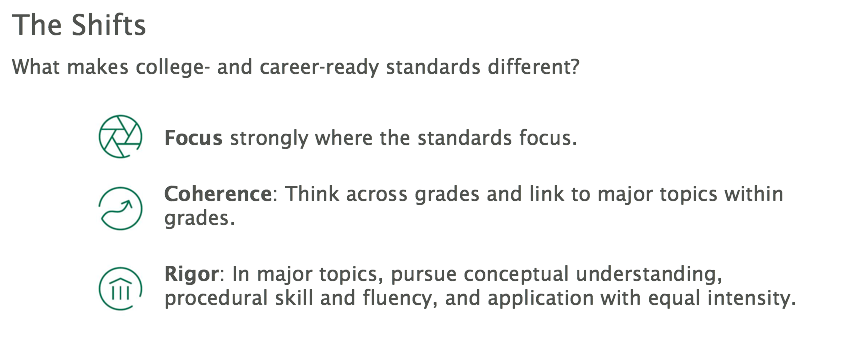 The Shifts
What makes college- and career-ready standards different?
Focus strongly where the standards focus.
Coherence: Think across grades and link to major topics within
grades.
Rigor: In major topics, pursue conceptual understanding,
procedural skill and fluency, and application with equal intensity.